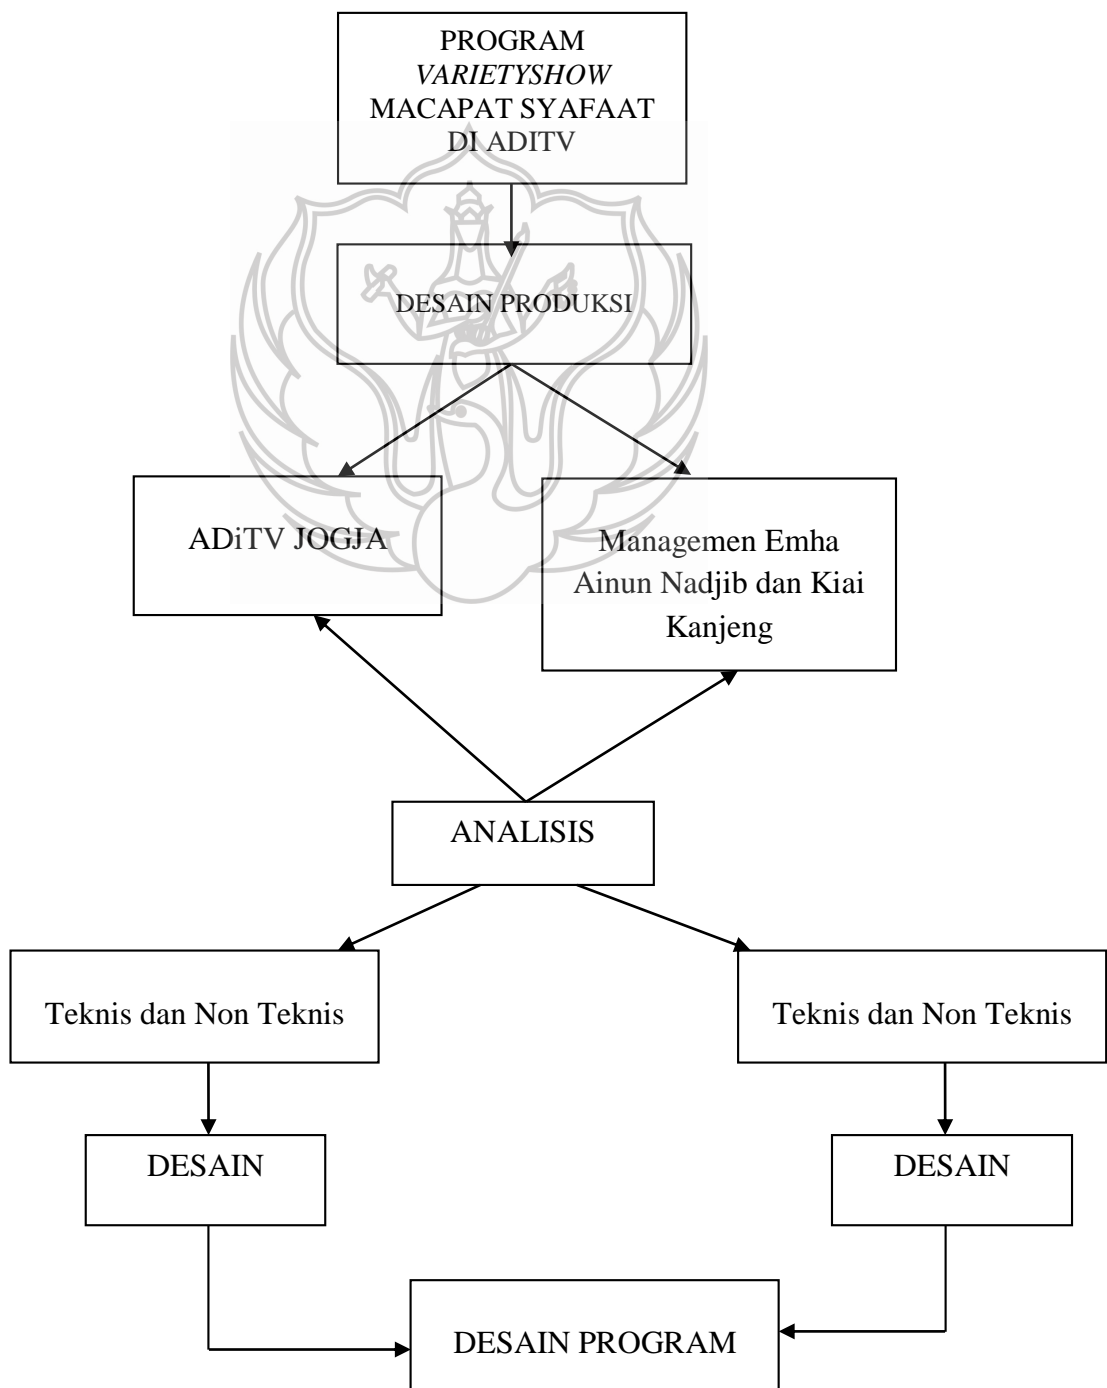 PROGRAM
VARIETYSHOW
MACAPAT SYAFAAT
DI ADITV
DESAIN PRODUKSI
ADiTV JOGJA
Managemen Emha
Ainun Nadjib dan Kiai
Kanjeng
ANALISIS
Teknis dan Non Teknis
Teknis dan Non Teknis
DESAIN
DESAIN
DESAIN PROGRAM